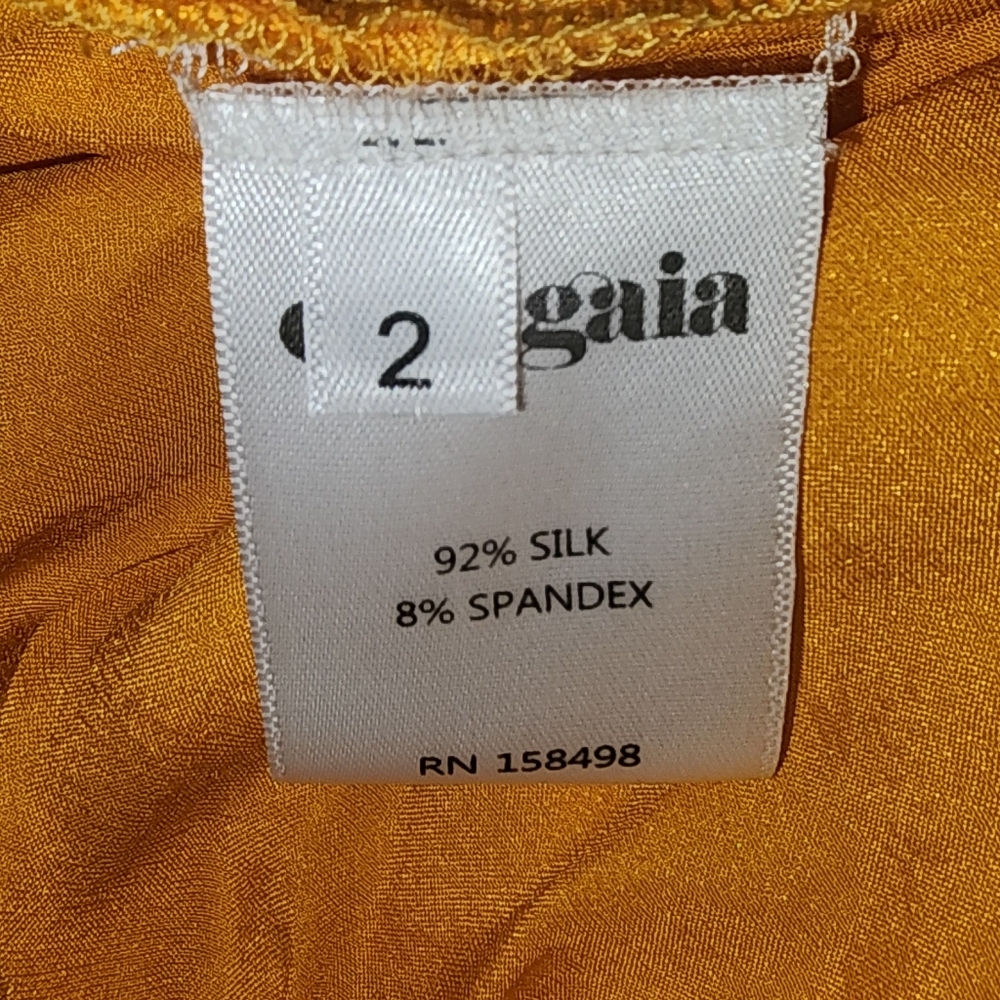 2
gaia
92% SILK
8% SPANDEX
RN 158498